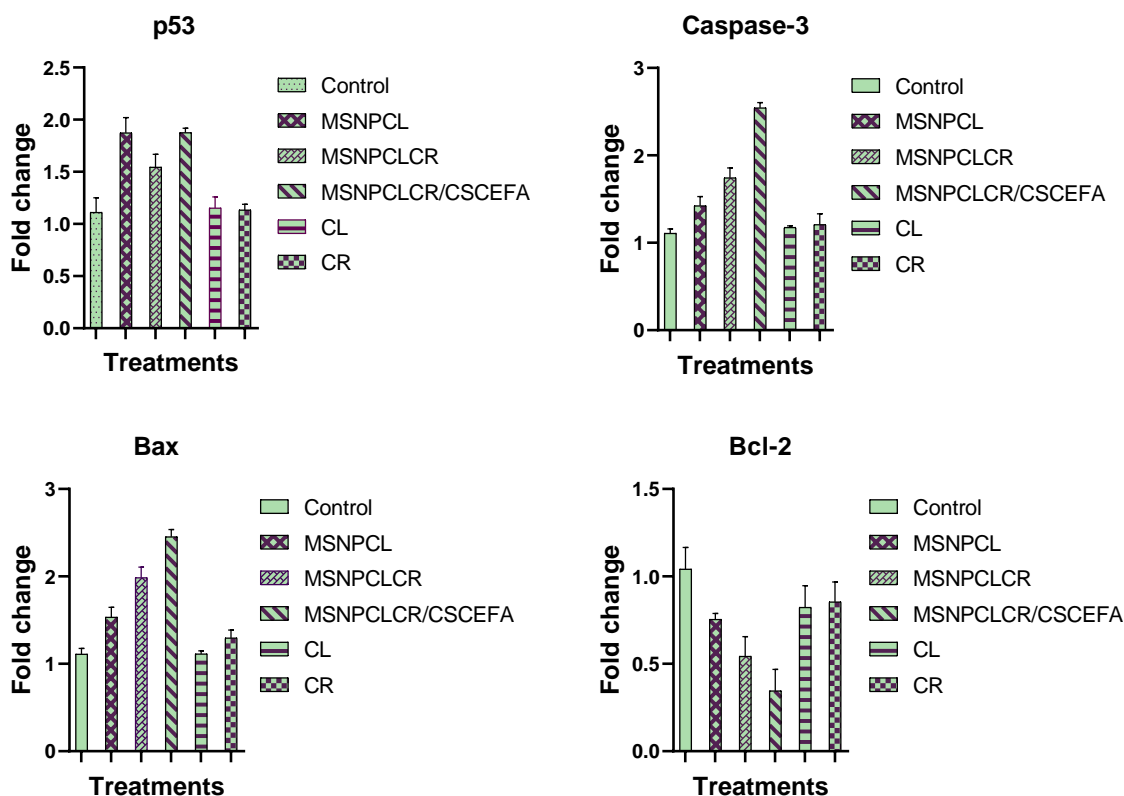 p53
Fold change
2.5
2.0
1.5
1.0
0.5
0.0
Treatments
Control
MSNPCL
MSNPCLCR
MSNPCLCR/CSCEFA
CL
CR
Caspase-3
Fold change
3
2
1
0
Treatments
Control
MSNPCL
MSNPCLCR
MSNPCLCR/CSCEFA
CL
CR
Bax
Fold change
3
2
1
0
Treatments
Control
MSNPCL
MSNPCLCR
MSNPCLCR/CSCEFA
CL
CR
Bcl-2
Fold change
1.5
1.0
0.5
0.0
Treatments
Control
MSNPCL
MSNPCLCR
MSNPCLCR/CSCEFA
CL
CR